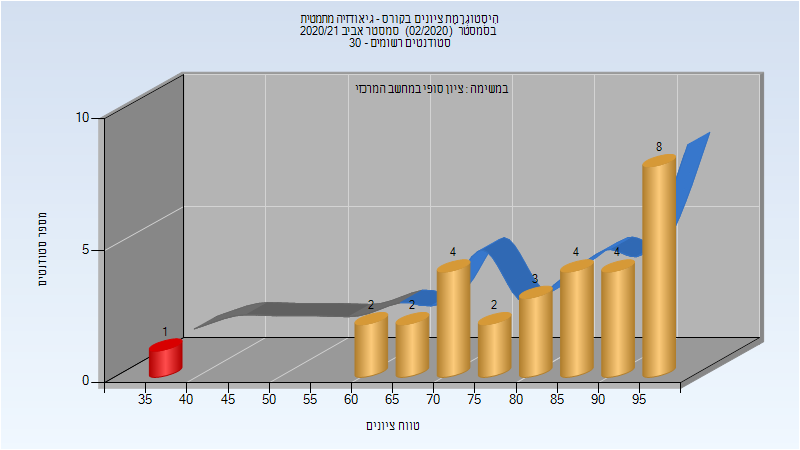 היסטוגרמת ציונים בקורס - גיאודזיה מתמטית
בסמסטר (02/2020) סמסטר אביב 2020/21
סטודנטים רשומים - 30
במשימה : ציון סופי במחשב המרכזי
מספר סטודנטים
10
5
0
1
2
2
4
2
3
4
4
8
35 40 45 50 55 60 65 70 75 80 85 90 95
טווח ציונים